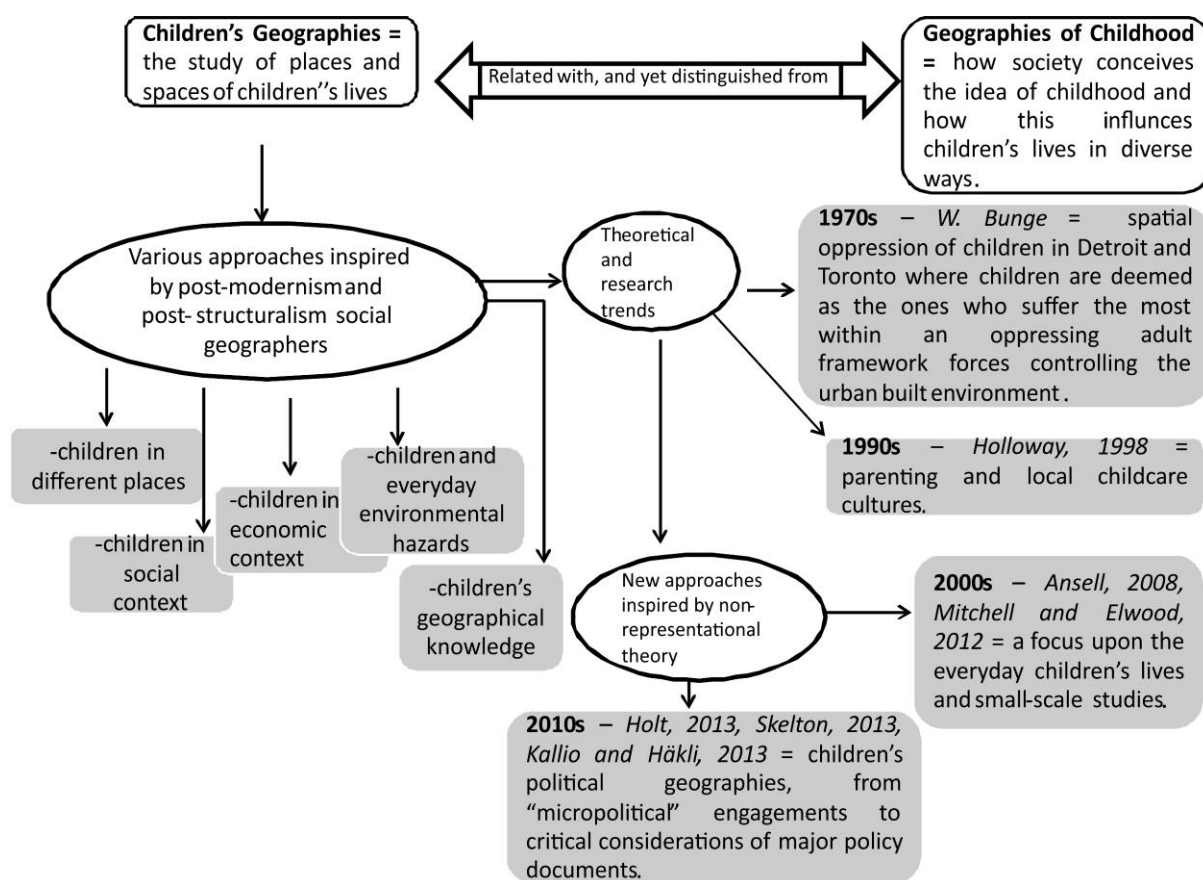 Children's Geographies =
the study of places and
spaces of children''s lives
Related with, and yet distinguished from
Geographies of Childhood
= how society conceives
the idea of childhood and
how this influnces
children's lives in diverse
ways.
Various approaches inspired
by post-modernism and
post- structuralism social
geographers
Theoretical
and
research
trends
1970s – W. Bunge = spatial
oppression of children in Detroit and
Toronto where children are deemed
as the ones who suffer the most
within an oppressing adult
framework forces controlling the
urban built environment.
1990s – Holloway, 1998 =
parenting and local childcare
cultures.
-children in
different places
-children in
social
context
-children in
economic
context
-children and
everyday
environmental
hazards
-children's
geographical
knowledge
New approaches
inspired by non-
representational
theory
2000s – Ansell, 2008,
Mitchell and Elwood,
2012 = a focus upon the
everyday children's lives
and small-scale studies.
2010s – Holt, 2013, Skelton, 2013,
Kallio and Häkli, 2013 = children's
political geographies, from
"micropolitical" engagements to
critical considerations of major policy
documents.